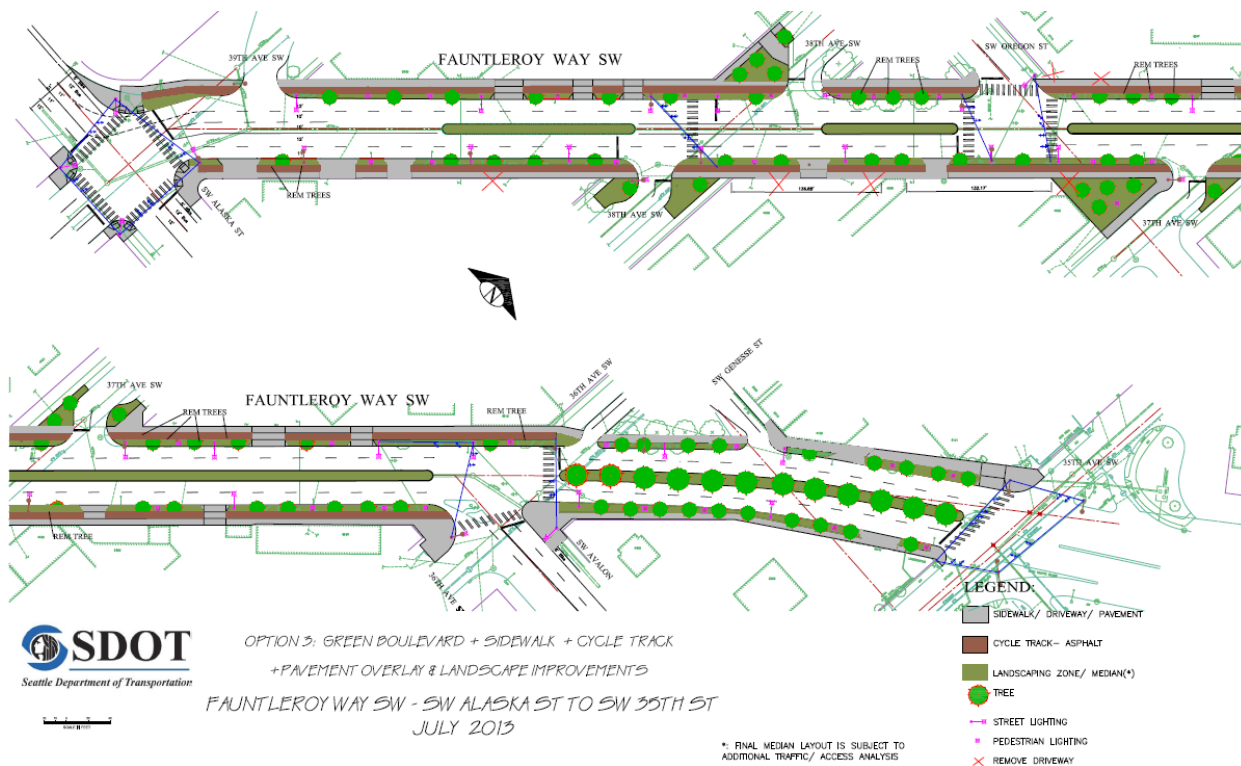 39TH AVE SW
FAUNTLEROY WAY SW
38TH AVE SW
REM TREES
SW OREGON ST
REM TREES
REM TREES
SW ALASKA ST
38TH AVE SW
37TH AVE SW
37TH AVE SW
REM TREES
FAUNTLEROY WAY SW
REM TREE
36TH AVE SW
SW GENESSE ST
35TH AVE SW
REM TREE
36TH AVE SW
SW AVALON
LEGEND:
SIDEWALK/ DRIVEWAY/ PAVEMENT
CYCLE TRACK- ASPHALT
LANDSCAPING ZONE/ MEDIAN(*)
TREE
STREET LIGHTING
PEDESTRIAN LIGHTING
REMOVE DRIVEWAY
SDOT
Seattle Department of Transportation
OPTION 3: GREEN BOULEVARD + SIDEWALK + CYCLE TRACK
+PAVEMENT OVERLAY & LANDSCAPE IMPROVEMENTS
FAUNTLEROY WAY SW - SW ALASKA ST TO SW 35TH ST
JULY 2013
*: FINAL MEDIAN LAYOUT IS SUBJECT TO
ADDITIONAL TRAFFIC/ ACCESS ANALYSIS